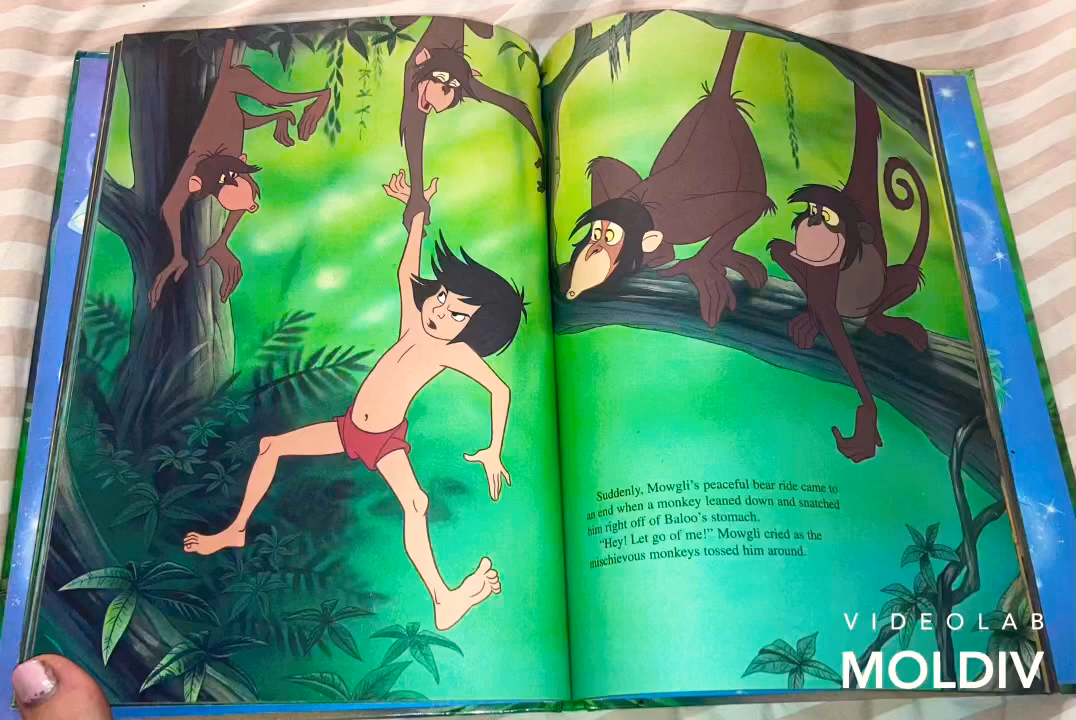 Suddenly, Mowgli's peaceful bear ride came to
an end when a monkey leaned down and snatched
him right off of Baloo's stomach.
"Hey! Let go of me!" Mowgli cried as the
mischievous monkeys tossed him around.
VIDEOLAB
MOLDIV